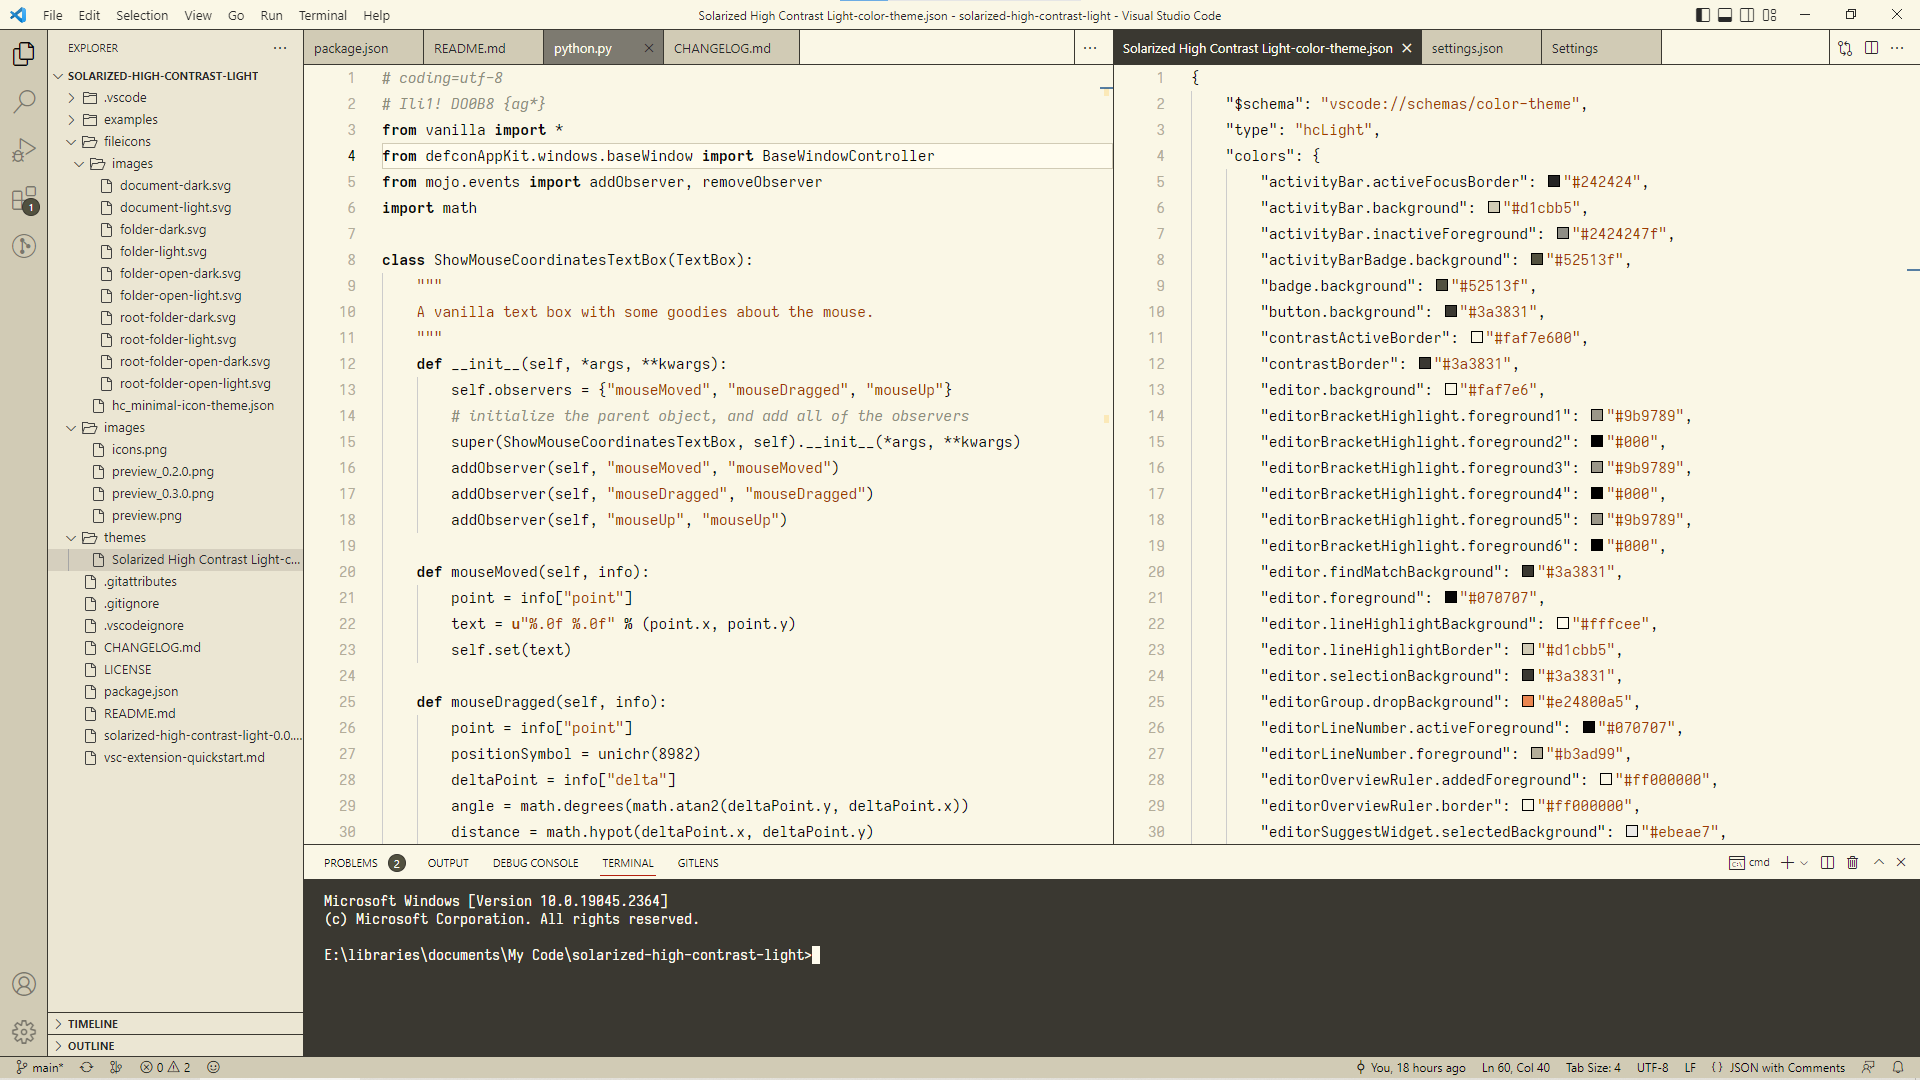 File Edit Selection View Go Run Terminal Help
Solarized High Contrast Light-color-theme.json - solarized-high-contrast-light - Visual Studio Code
EXPLORER
SOLARIZED-HIGH-CONTRAST-LIGHT
.vscode
examples
fileicons
images
document-dark.svg
document-light.svg
folder-dark.svg
folder-light.svg
folder-open-dark.svg
folder-open-light.svg
root-folder-dark.svg
root-folder-light.svg
root-folder-open-dark.svg
root-folder-open-light.svg
hc_minimal-icon-theme.json
images
icons.png
preview_0.2.0.png
preview_0.3.0.png
preview.png
themes
Solarized High Contrast Light-c...
.gitattributes
.gitignore
.vscodeignore
CHANGELOG.md
LICENSE
package.json
README.md
solarized-high-contrast-light-0.0....
vsc-extension-quickstart.md
TIMELINE
OUTLINE
1
package.json README.md python.py CHANGELOG.md
1 # coding=utf-8
2 # Ili1! DO0B8 {ag*}
3 from vanilla import *
4 from defconAppKit.windows.baseWindow import BaseWindowController
5 from mojo.events import addObserver, removeObserver
6 import math
7
8 class ShowMouseCoordinatesTextBox(TextBox):
9 """
10 A vanilla text box with some goodies about the mouse.
11 """
12 def __init__(self, *args, **kwargs):
13 self.observers = {"mouseMoved", "mouseDragged", "mouseUp"}
14 # initialize the parent object, and add all of the observers
15 super(ShowMouseCoordinatesTextBox, self).__init__(*args, **kwargs)
16 addObserver(self, "mouseMoved", "mouseMoved")
17 addObserver(self, "mouseDragged", "mouseDragged")
18 addObserver(self, "mouseUp", "mouseUp")
19
20 def mouseMoved(self, info):
21 point = info["point"]
22 text = u"%.0f %.0f" % (point.x, point.y)
23 self.set(text)
24
25 def mouseDragged(self, info):
26 point = info["point"]
27 positionSymbol = unichr(8982)
28 deltaPoint = info["delta"]
29 angle = math.degrees(math.atan2(deltaPoint.y, deltaPoint.x))
30 distance = math.hypot(deltaPoint.x, deltaPoint.y)
Solarized High Contrast Light-color-theme.json settings.json Settings
1 {
2 "$schema": "vscode://schemas/color-theme",
3 "type": "hcLight",
4 "colors": {
5 "activityBar.activeFocusBorder": "#242424",
6 "activityBar.background": "#d1cbb5",
7 "activityBar.inactiveForeground": "#2424247f",
8 "activityBarBadge.background": "#52513f",
9 "badge.background": "#52513f",
10 "button.background": "#3a3831",
11 "contrastActiveBorder": "#faf7e600",
12 "contrastBorder": "#3a3831",
13 "editor.background": "#faf7e6",
14 "editorBracketHighlight.foreground1": "#9b9789",
15 "editorBracketHighlight.foreground2": "#000",
16 "editorBracketHighlight.foreground3": "#9b9789",
17 "editorBracketHighlight.foreground4": "#000",
18 "editorBracketHighlight.foreground5": "#9b9789",
19 "editorBracketHighlight.foreground6": "#000",
20 "editor.findMatchBackground": "#3a3831",
21 "editor.foreground": "#070707",
22 "editor.lineHighlightBackground": "#fffcee",
23 "editor.lineHighlightBorder": "#d1cbb5",
24 "editor.selectionBackground": "#3a3831",
25 "editorGroup.dropBackground": "#e24800a5",
26 "editorLineNumber.activeForeground": "#070707",
27 "editorLineNumber.foreground": "#b3ad99",
28 "editorOverviewRuler.addedForeground": "#ff000000",
29 "editorOverviewRuler.border": "#ff000000",
30 "editorSuggestWidget.selectedBackground": "#ebeae7",
PROBLEMS 2 OUTPUT DEBUG CONSOLE TERMINAL GITLENS cmd
Microsoft Windows [Version 10.0.19045.2364]
(c) Microsoft Corporation. All rights reserved.
E:\libraries\documents\My Code\solarized-high-contrast-light>
main* 0 2 You, 18 hours ago Ln 60, Col 40 Tab Size: 4 UTF-8 LF {} JSON with Comments